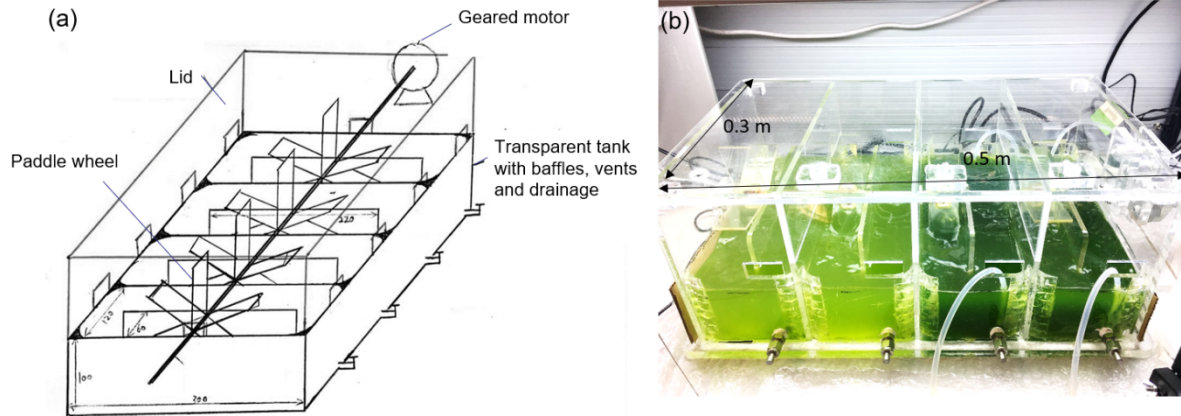 (a)
Geared motor
Lid
Paddle wheel
Transparent tank
with baffles, vents
and drainage
220
120
60
100
(b)
0.3 m
0.5 m